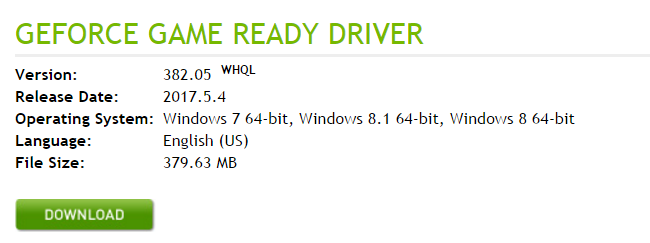 GEFORCE GAME READY DRIVER
Version: 382.05 WHQL
Release Date: 2017.5.4
Operating System: Windows 7 64-bit, Windows 8.1 64-bit, Windows 8 64-bit
Language: English (US)
File Size: 379.63 MB
DOWNLOAD